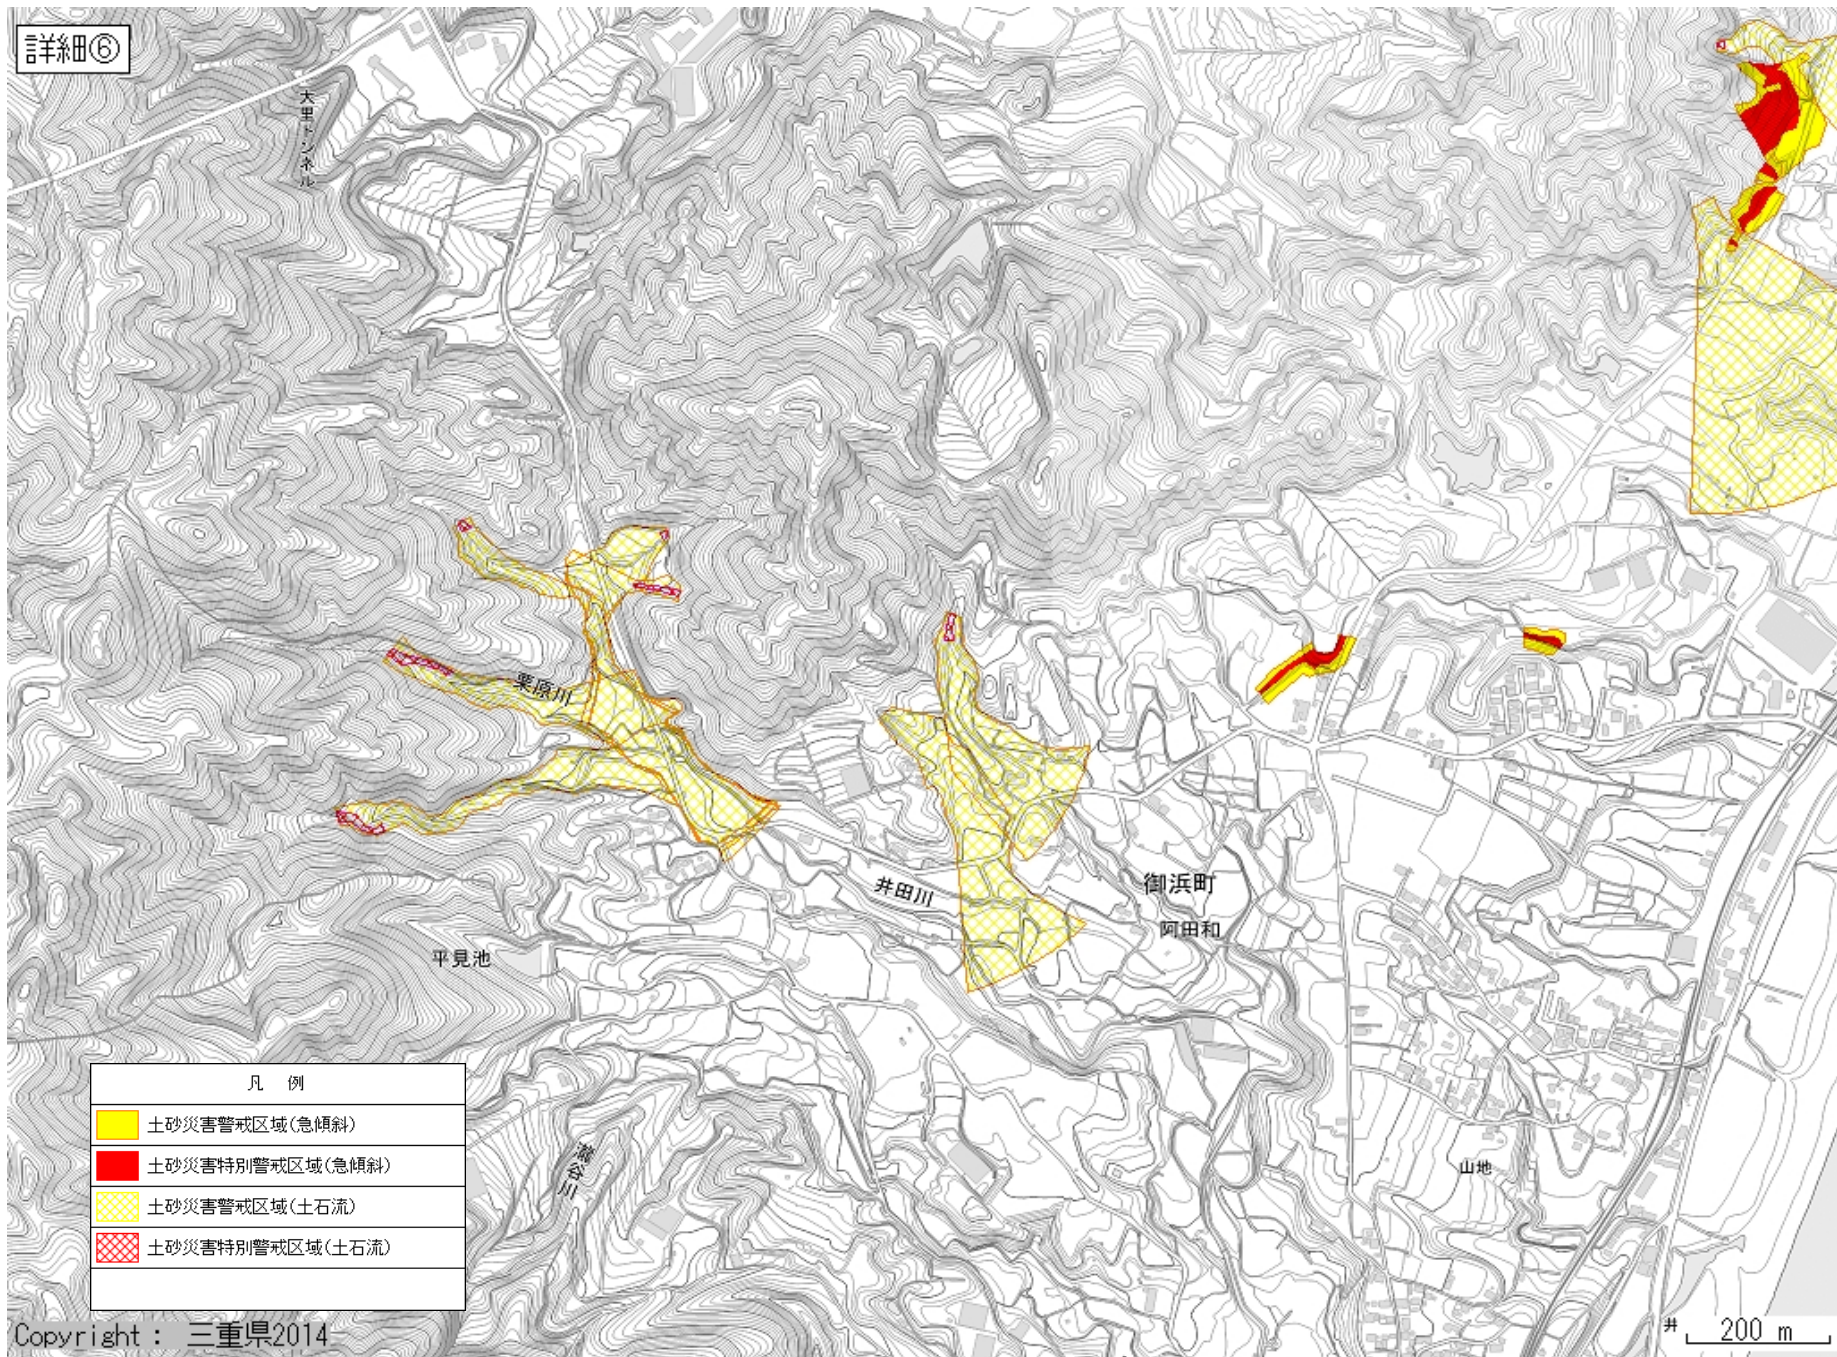 詳細⑥
大里トンネル
栗原川
井田川
御浜町
阿田和
平見池
凡 例
土砂災害警戒区域(急傾斜)
土砂災害特別警戒区域(急傾斜)
土砂災害警戒区域(土石流)
土砂災害特別警戒区域(土石流)
山地
井
200 m
Copyright : 三重県2014